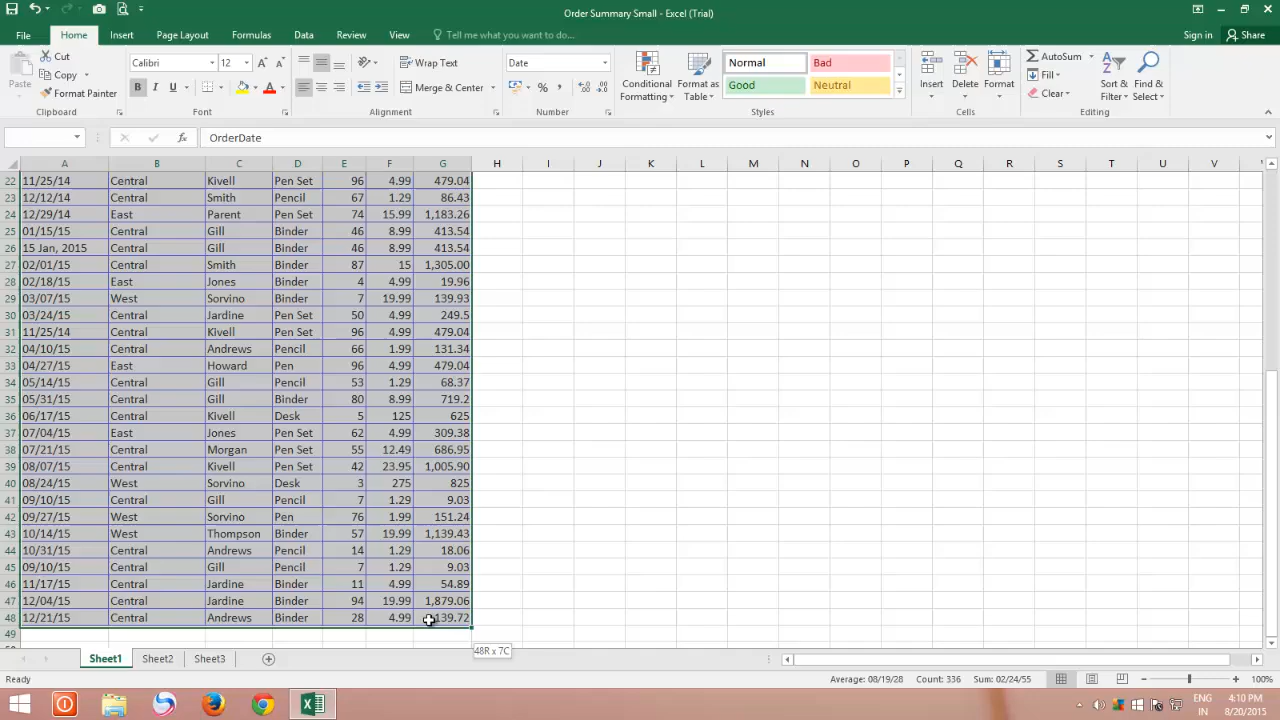 Order Summary Small - Excel (Trial)
File Home Insert Page Layout Formulas Data Review View Tell me what you want to do... Sign in Share
Paste Cut Copy Format Painter
Calibri 12
B I U
Wrap Text
Merge & Center
Date
% ,
Conditional Formatting Format as Table
Normal Bad
Good Neutral
Insert Delete Format
AutoSum
Fill
Clear
Sort & Filter Find & Select
Clipboard Font Alignment Number Styles Cells Editing
fx OrderDate
A B C D E F G H I J K L M N O P Q R S T U V
22 11/25/14 Central Kivell Pen Set 96 4.99 479.04
23 12/12/14 Central Smith Pencil 67 1.29 86.43
24 12/29/14 East Parent Pen Set 74 15.99 1,183.26
25 01/15/15 Central Gill Binder 46 8.99 413.54
26 15 Jan, 2015 Central Gill Binder 46 8.99 413.54
27 02/01/15 Central Smith Binder 87 15 1,305.00
28 02/18/15 East Jones Binder 4 4.99 19.96
29 03/07/15 West Sorvino Binder 7 19.99 139.93
30 03/24/15 Central Jardine Pen Set 50 4.99 249.5
31 11/25/14 Central Kivell Pen Set 96 4.99 479.04
32 04/10/15 Central Andrews Pencil 66 1.99 131.34
33 04/27/15 East Howard Pen 96 4.99 479.04
34 05/14/15 Central Gill Pencil 53 1.29 68.37
35 05/31/15 Central Gill Binder 80 8.99 719.2
36 06/17/15 Central Kivell Desk 5 125 625
37 07/04/15 East Jones Pen Set 62 4.99 309.38
38 07/21/15 Central Morgan Pen Set 55 12.49 686.95
39 08/07/15 Central Kivell Pen Set 42 23.95 1,005.90
40 08/24/15 West Sorvino Desk 3 275 825
41 09/10/15 Central Gill Pencil 7 1.29 9.03
42 09/27/15 West Sorvino Pen 76 1.99 151.24
43 10/14/15 West Thompson Binder 57 19.99 1,139.43
44 10/31/15 Central Andrews Pencil 14 1.29 18.06
45 09/10/15 Central Gill Pencil 7 1.29 9.03
46 11/17/15 Central Jardine Binder 11 4.99 54.89
47 12/04/15 Central Jardine Binder 94 19.99 1,879.06
48 12/21/15 Central Andrews Binder 28 4.99 139.72
49
48R x 7C
Sheet1 Sheet2 Sheet3
Ready Average: 08/19/28 Count: 336 Sum: 02/24/55 100%
ENG 4:10 PM
IN 8/20/2015